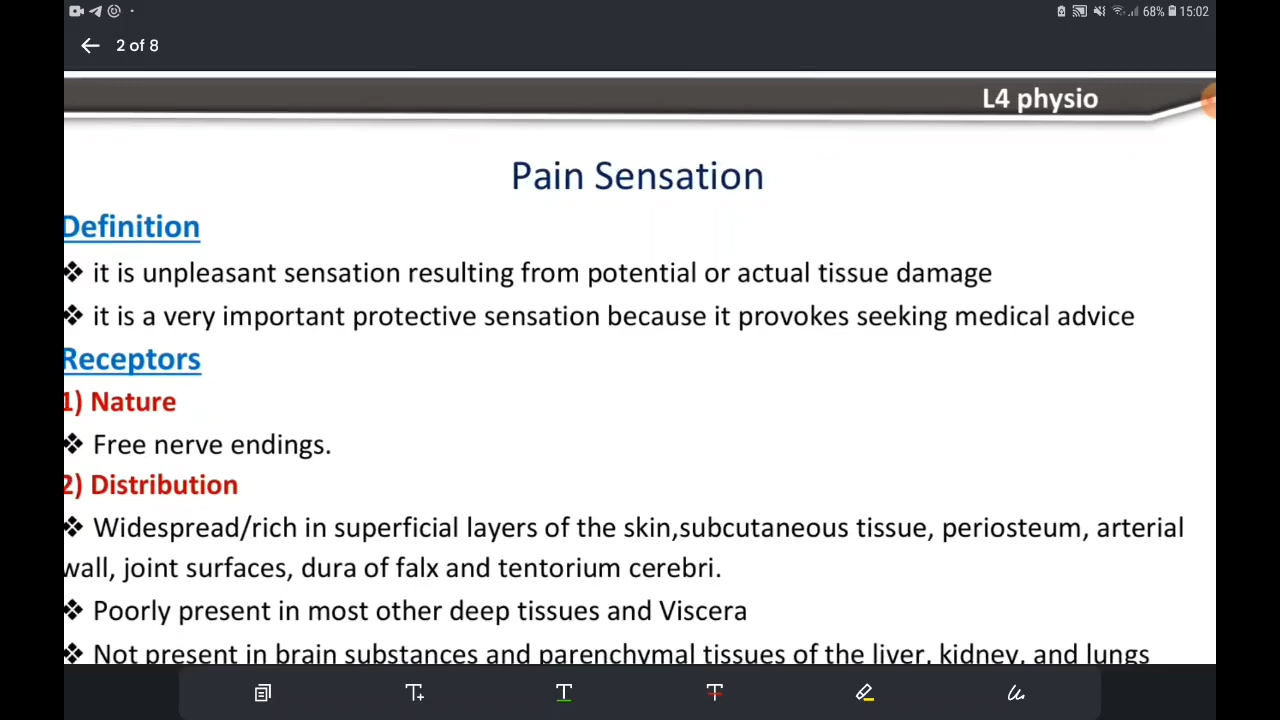 68% 15:02
2 of 8
L4 physio
Pain Sensation
Definition
❖ it is unpleasant sensation resulting from potential or actual tissue damage
❖ it is a very important protective sensation because it provokes seeking medical advice
Receptors
1) Nature
❖ Free nerve endings.
2) Distribution
❖ Widespread/rich in superficial layers of the skin,subcutaneous tissue, periosteum, arterial
wall, joint surfaces, dura of falx and tentorium cerebri.
❖ Poorly present in most other deep tissues and Viscera
❖ Not present in brain substances and parenchymal tissues of the liver, kidney, and lungs